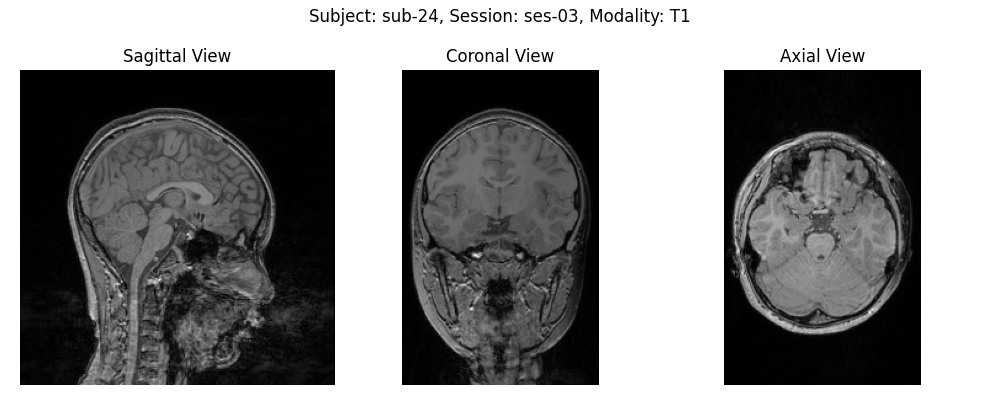 Subject: sub-24, Session: ses-03, Modality: T1
Sagittal View
Coronal View
Axial View